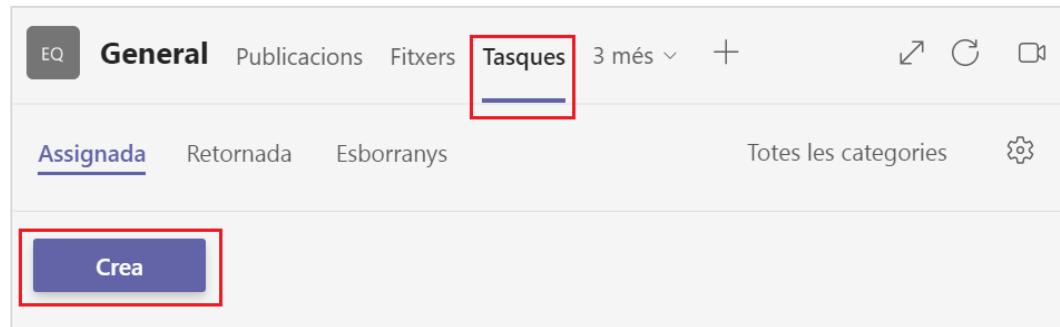 EQ General Publicacions Fitxers Tasques 3 més
Assignada Retornada Esborranys Totes les categories
Crea